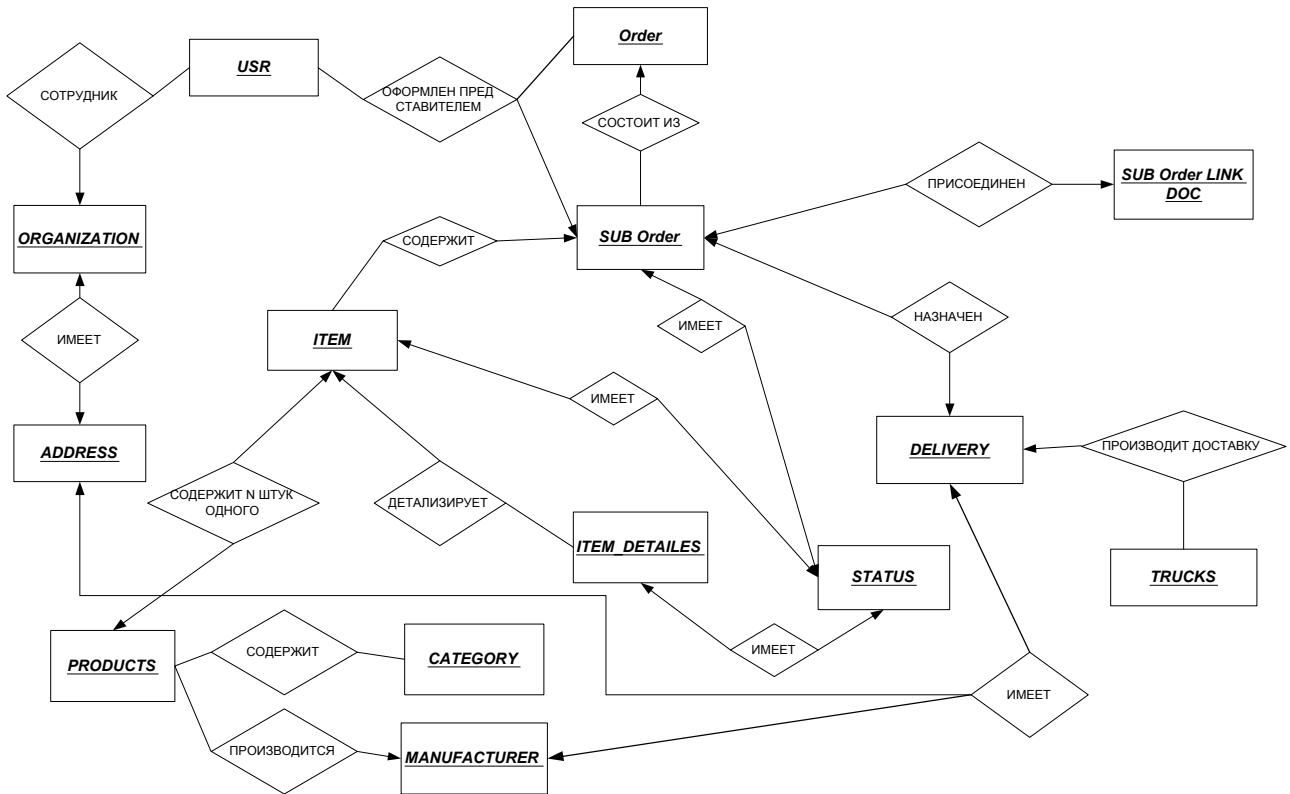 Order
USR
СОТРУДНИК
ОФОРМЛЕН ПРЕД
СТАВИТЕЛЕМ
СОСТОИТ ИЗ
ПРИСОЕДИНЕН
SUB Order LINK
DOC
ORGANIZATION
СОДЕРЖИТ
SUB Order
ИМЕЕТ
ITEM
ИМЕЕТ
НАЗНАЧЕН
ИМЕЕТ
ADDRESS
DELIVERY
ПРОИЗВОДИТ ДОСТАВКУ
СОДЕРЖИТ N ШТУК
ОДНОГО
ДЕТАЛИЗИРУЕТ
ITEM_DETAILES
STATUS
TRUCKS
PRODUCTS
СОДЕРЖИТ
CATEGORY
ИМЕЕТ
ИМЕЕТ
ПРОИЗВОДИТСЯ
MANUFACTURER